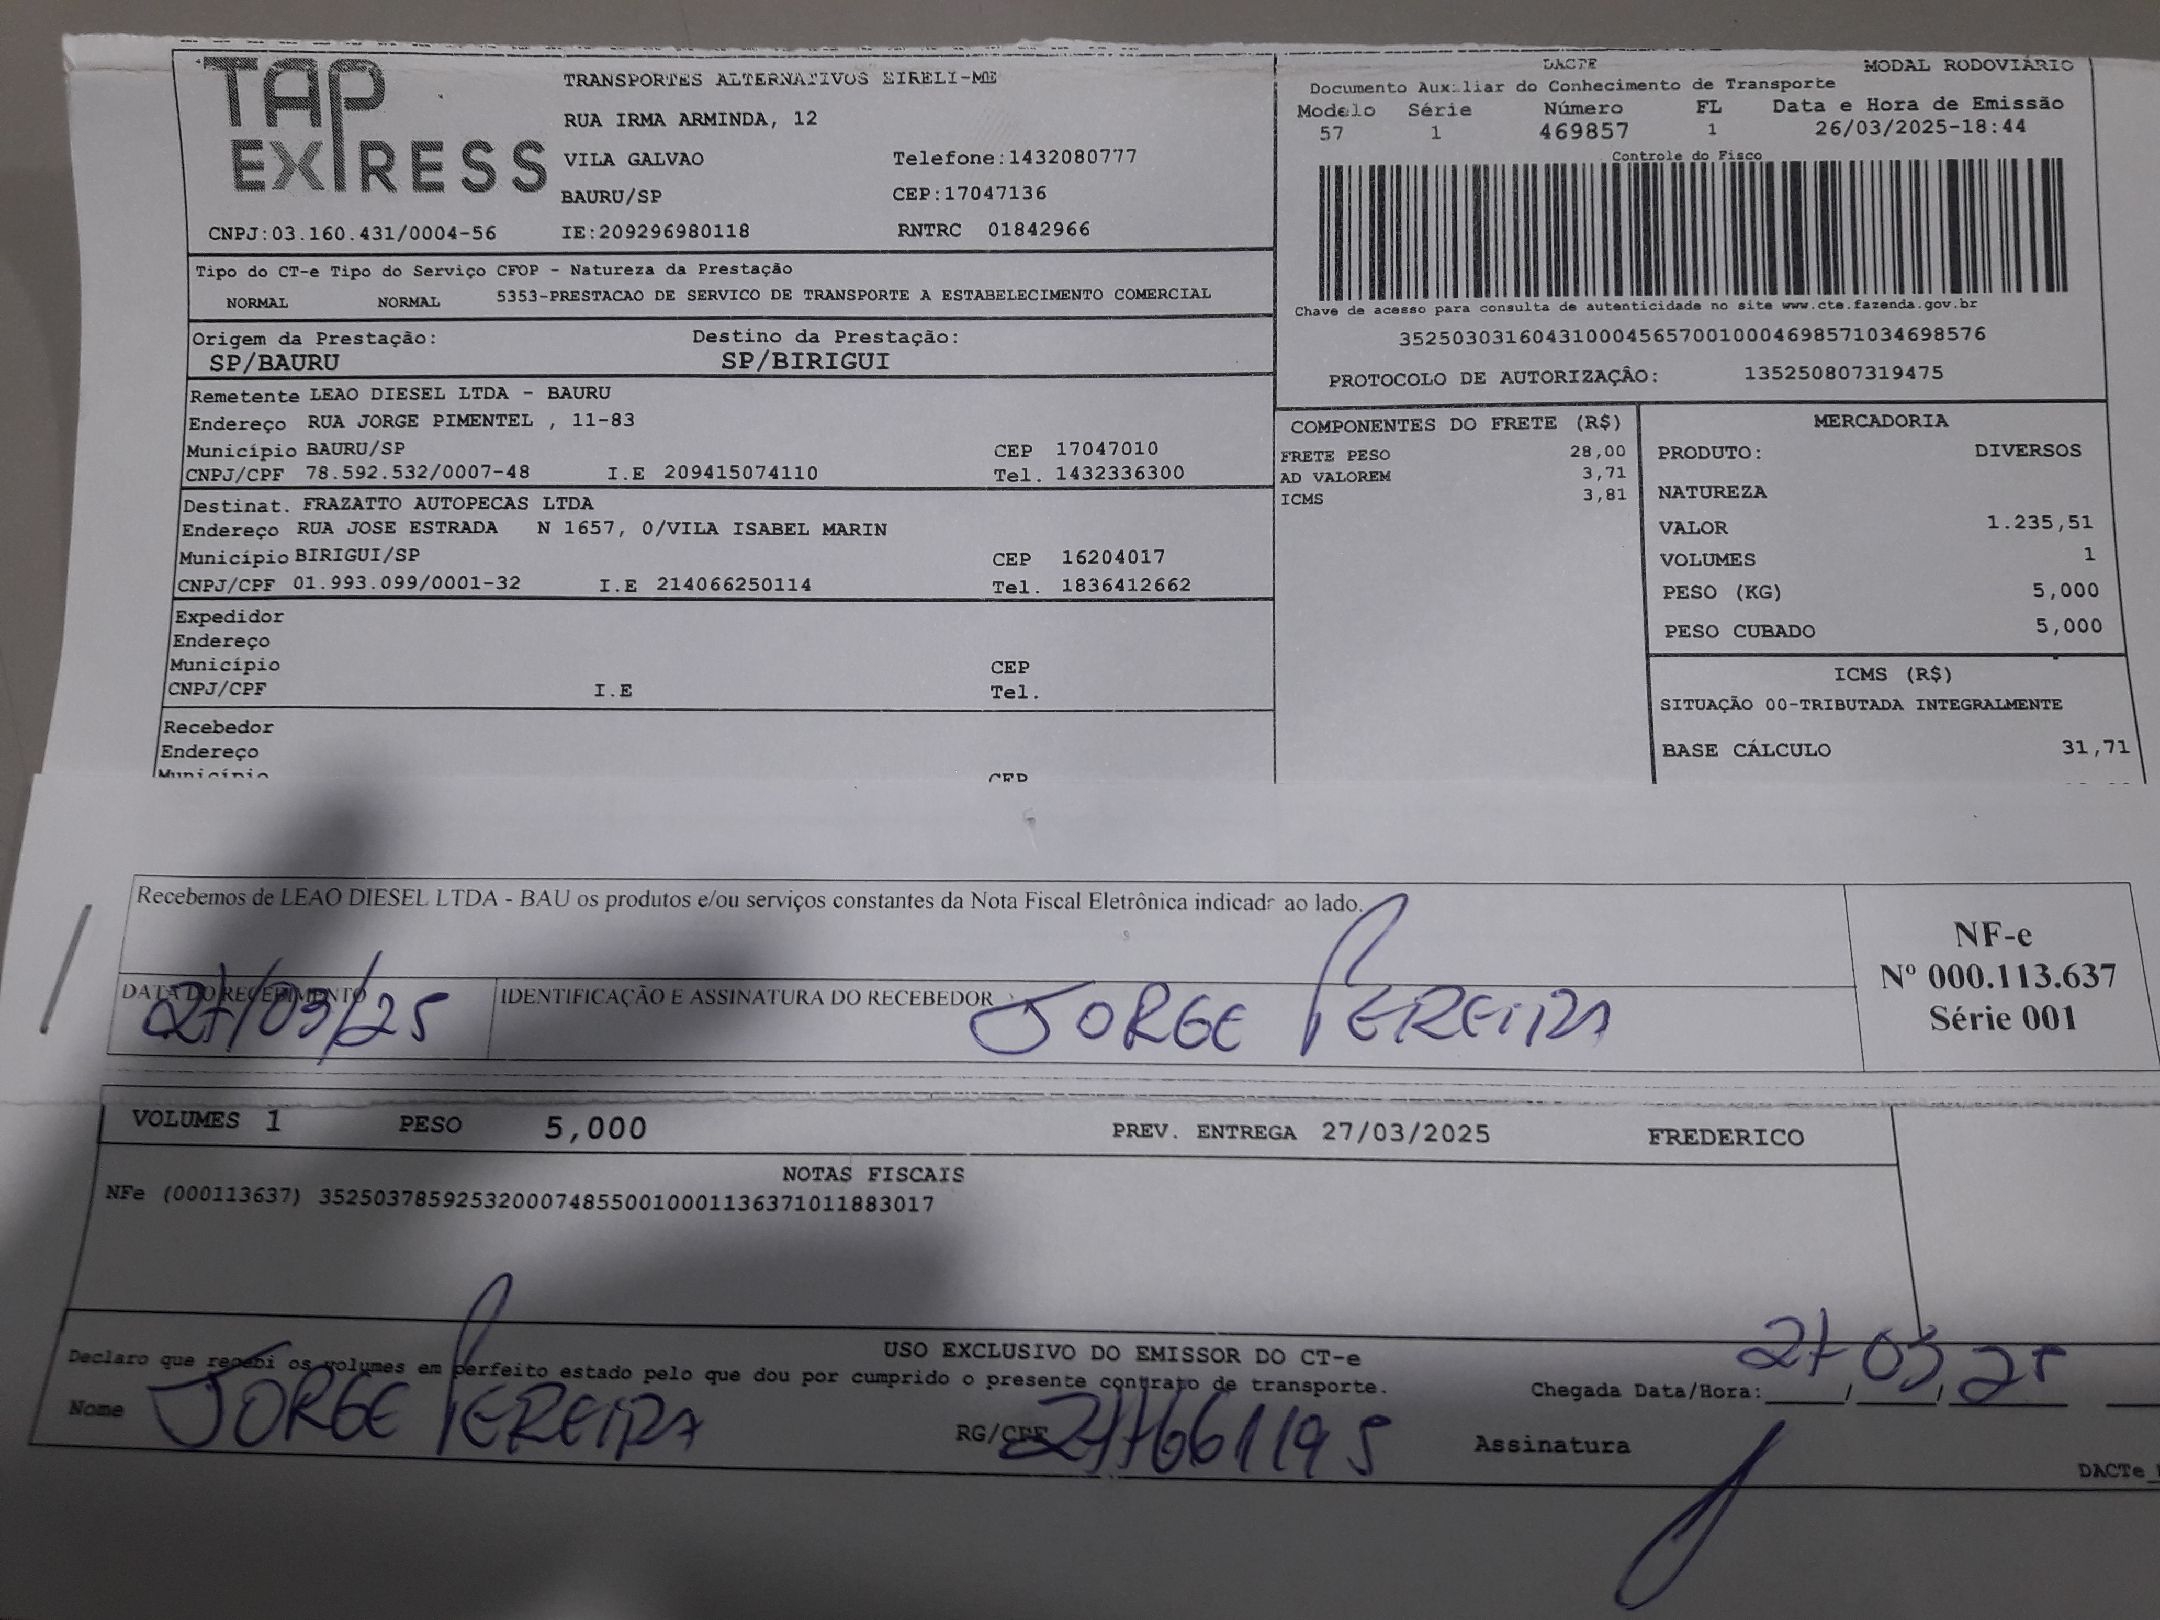 TAP EXPRESS
TRANSPORTES ALTERNATIVOS EIRELI-ME
RUA IRMA ARMINDA, 12
VILA GALVAO Telefone:1432080777
BAURU/SP CEP:17047136
CNPJ:03.160.431/0004-56 IE:209296980118 RNTRC 01842966
DACTE MODAL RODOVIÁRIO
Documento Auxiliar do Conhecimento de Transporte
Modelo Série Número FL Data e Hora de Emissão
57 1 469857 1 26/03/2025-18:44
Controle do Fisco
Chave de acesso para consulta de autenticidade no site www.cte.fazenda.gov.br
35250303160431000456570010004698571034698576
PROTOCOLO DE AUTORIZAÇÂO: 135250807319475
Tipo do CT-e Tipo do Serviço CFOP - Natureza da Prestação
NORMAL NORMAL 5353-PRESTACAO DE SERVICO DE TRANSPORTE A ESTABELECIMENTO COMERCIAL
Origem da Prestação: Destino da Prestação:
SP/BAURU SP/BIRIGUI
Remetente LEAO DIESEL LTDA - BAURU
Endereço RUA JORGE PIMENTEL , 11-83
Município BAURU/SP CEP 17047010
CNPJ/CPF 78.592.532/0007-48 I.E 209415074110 Tel. 1432336300
Destinat. FRAZATTO AUTOPECAS LTDA
Endereço RUA JOSE ESTRADA N 1657, 0/VILA ISABEL MARIN
Município BIRIGUI/SP CEP 16204017
CNPJ/CPF 01.993.099/0001-32 I.E 214066250114 Tel. 1836412662
Expedidor
Endereço
Município CEP
CNPJ/CPF I.E Tel.
Recebedor
Endereço
Município CEP
COMPONENTES DO FRETE (R$)
FRETE PESO 28,00
AD VALOREM 3,71
ICMS 3,81
MERCADORIA
PRODUTO: DIVERSOS
NATUREZA
VALOR 1.235,51
VOLUMES 1
PESO (KG) 5,000
PESO CUBADO 5,000
ICMS (R$)
SITUAÇÃO 00-TRIBUTADA INTEGRALMENTE
BASE CÁLCULO 31,71
Recebemos de LEAO DIESEL LTDA - BAU os produtos e/ou serviços constantes da Nota Fiscal Eletrônica indicada ao lado.
DATA DO RECEBIMENTO IDENTIFICAÇÃO E ASSINATURA DO RECEBEDOR
27/03/25 JORGE PEREIRA
NF-e
Nº 000.113.637
Série 001
VOLUMES 1 PESO 5,000 PREV. ENTREGA 27/03/2025 FREDERICO
NOTAS FISCAIS
NFe (000113637) 35250378592532000748550010001136371011883017
USO EXCLUSIVO DO EMISSOR DO CT-e
Declaro que recebi os volumes em perfeito estado pelo que dou por cumprido o presente contrato de transporte.
Chegada Data/Hora: 27/03/25
Nome JORGE PEREIRA RG/CPF Assinatura
DACTe